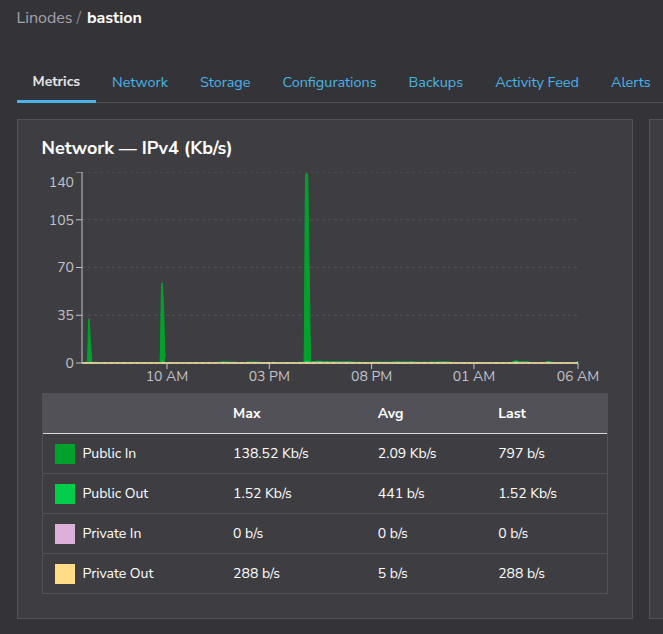 Linodes / bastion
Metrics Network Storage Configurations Backups Activity Feed Alerts
Network — IPv4 (Kb/s)
140
105
70
35
0
10 AM 03 PM 08 PM 01 AM 06 AM
Max Avg Last
Public In 138.52 Kb/s 2.09 Kb/s 797 b/s
Public Out 1.52 Kb/s 441 b/s 1.52 Kb/s
Private In 0 b/s 0 b/s 0 b/s
Private Out 288 b/s 5 b/s 288 b/s